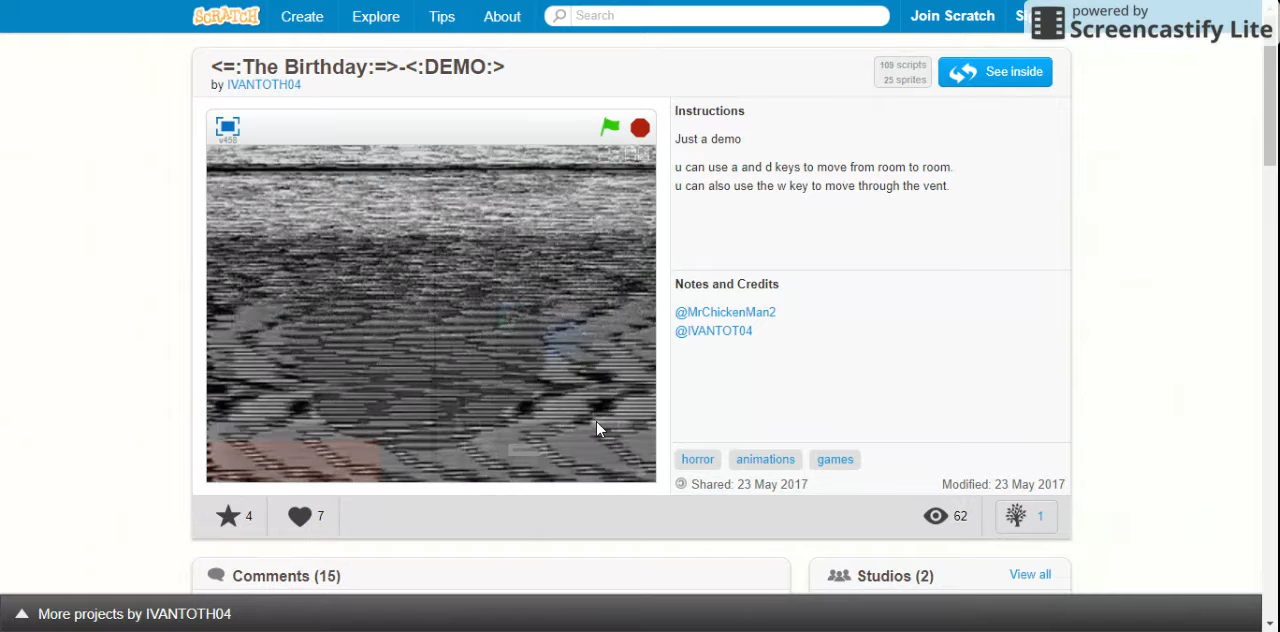 SCRATCH Create Explore Tips About Search Join Scratch
powered by
Screencastify Lite
<=:The Birthday:=>-<:DEMO:>
by IVANTOTH04
109 scripts
25 sprites
See inside
v458
Instructions
Just a demo
u can use a and d keys to move from room to room.
u can also use the w key to move through the vent.
Notes and Credits
@MrChickenMan2
@IVANTOT04
horror animations games
Shared: 23 May 2017 Modified: 23 May 2017
4 7 62 1
Comments (15) Studios (2) View all
More projects by IVANTOTH04